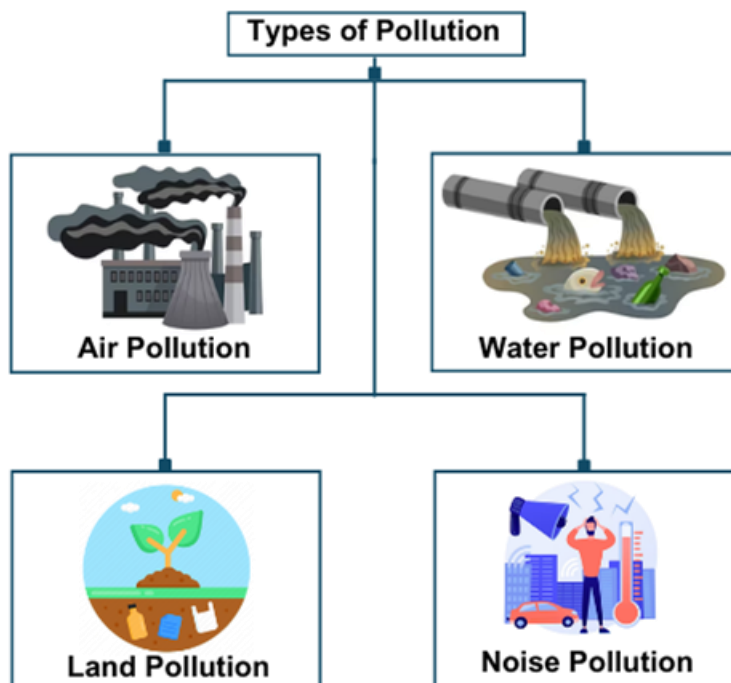 Types of Pollution
Air Pollution
Water Pollution
Land Pollution
Noise Pollution